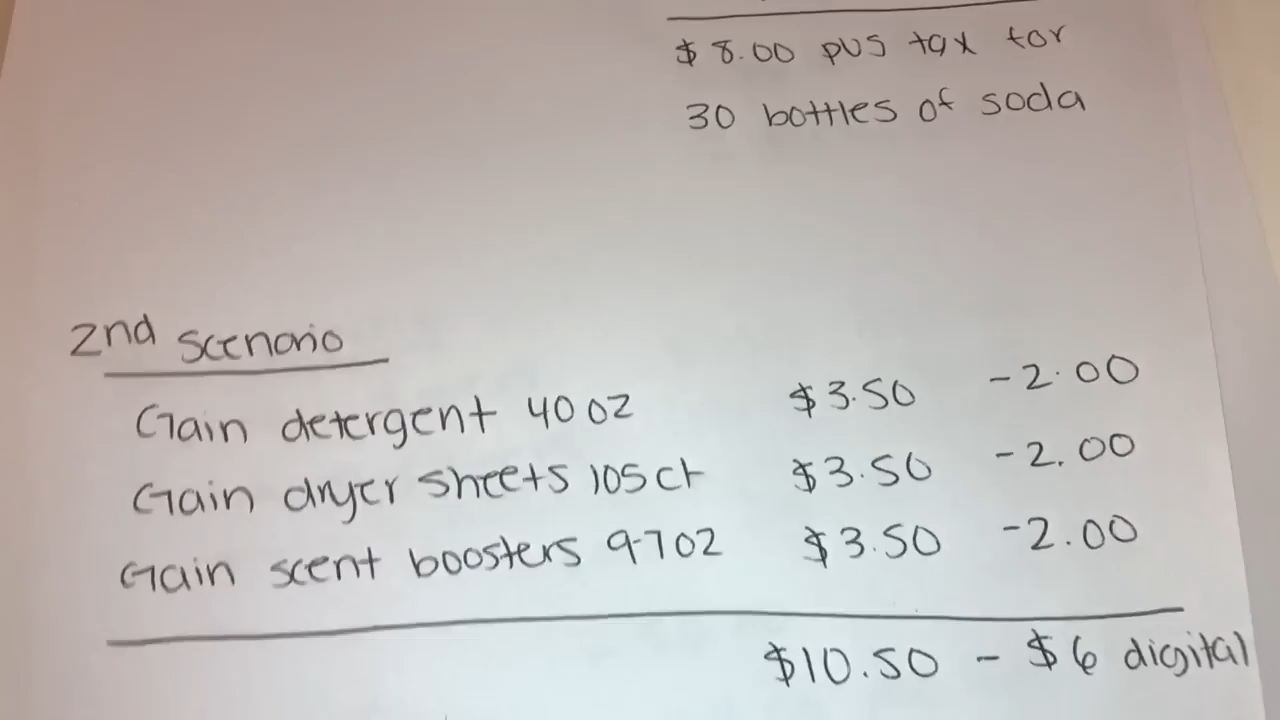 $8.00 pus tax for
30 bottles of soda
2nd scenario
Gain detergent 40oz $3.50 -2.00
Gain dryer sheets 105ct $3.50 -2.00
Gain scent boosters 9.7oz $3.50 -2.00
$10.50 - $6 digital